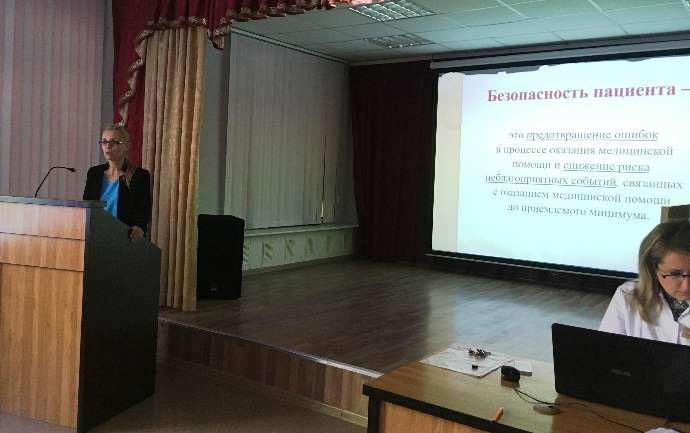 Безопасность пациента –
это предотвращение ошибок
в процессе оказания медицинской
помощи и снижение риска
неблагоприятных событий, связанных
с оказанием медицинской помощи
до приемлемого минимума.
ASUS